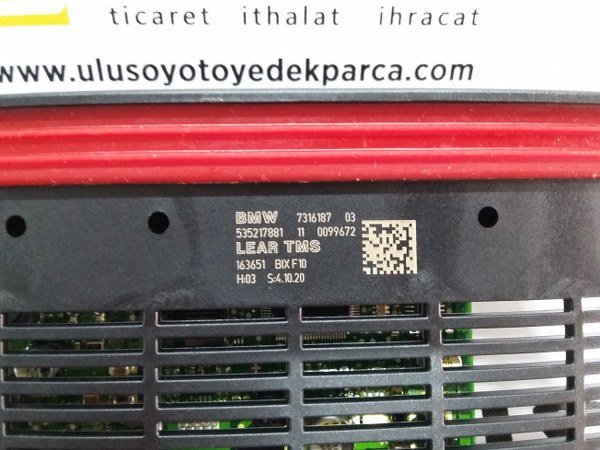 ticaret ithalat ihracat
www.ulusoyotoyedekparca.com
BMW 7316187 03
535217881 11 0099672
LEAR TMS
163651 BIX F10
H:03 S:4.10.20